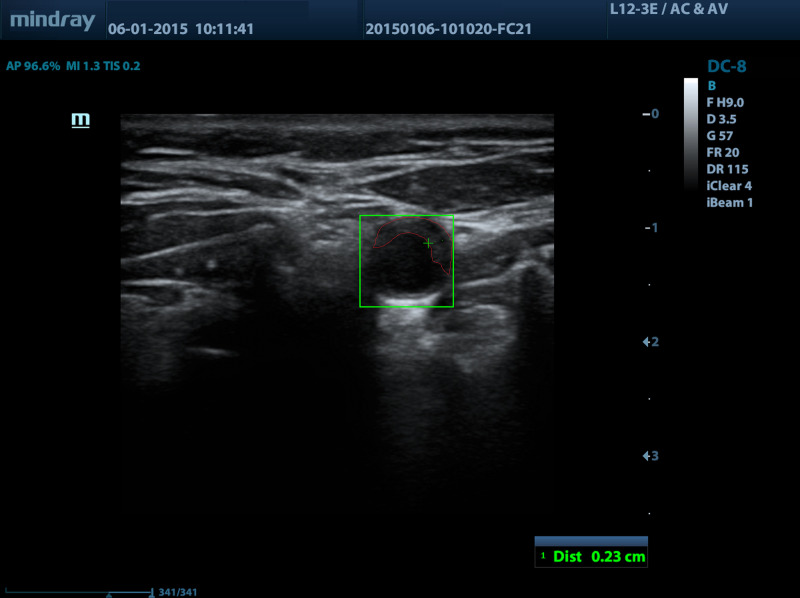 mindray
06-01-2015 10:11:41
20150106-101020-FC21
L12-3E / AC & AV
AP 96.6% MI 1.3 TIS 0.2
DC-8
B
F H9.0
D 3.5
G 57
FR 20
DR 115
iClear 4
iBeam 1
m
0
1
2
3
1 Dist 0.23 cm
341/341